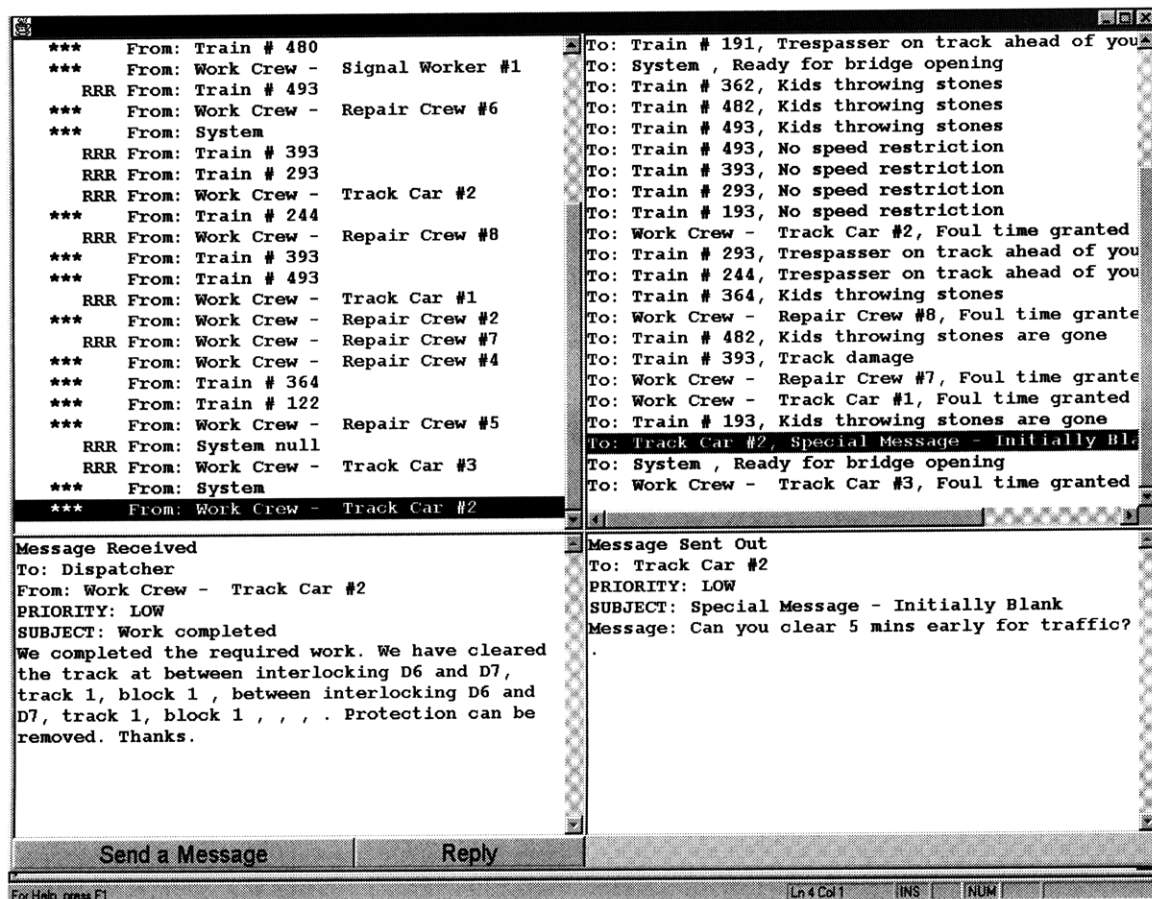 *** From: Train # 480
*** From: Work Crew - Signal Worker #1
RRR From: Train # 493
*** From: Work Crew - Repair Crew #6
*** From: System
RRR From: Train # 393
RRR From: Train # 293
RRR From: Work Crew - Track Car #2
*** From: Train # 244
RRR From: Work Crew - Repair Crew #8
*** From: Train # 393
*** From: Train # 493
RRR From: Work Crew - Track Car #1
*** From: Work Crew - Repair Crew #2
RRR From: Work Crew - Repair Crew #7
*** From: Work Crew - Repair Crew #4
*** From: Train # 364
*** From: Train # 122
*** From: Work Crew - Repair Crew #5
RRR From: System null
RRR From: Work Crew - Track Car #3
*** From: System
*** From: Work Crew - Track Car #2
To: Train # 191, Trespasser on track ahead of you
To: System , Ready for bridge opening
To: Train # 362, Kids throwing stones
To: Train # 482, Kids throwing stones
To: Train # 493, Kids throwing stones
To: Train # 493, No speed restriction
To: Train # 393, No speed restriction
To: Train # 293, No speed restriction
To: Train # 193, No speed restriction
To: Work Crew - Track Car #2, Foul time granted
To: Train # 293, Trespasser on track ahead of you
To: Train # 244, Trespasser on track ahead of you
To: Train # 364, Kids throwing stones
To: Work Crew - Repair Crew #8, Foul time grante
To: Train # 482, Kids throwing stones are gone
To: Train # 393, Track damage
To: Work Crew - Repair Crew #7, Foul time grante
To: Work Crew - Track Car #1, Foul time granted
To: Train # 193, Kids throwing stones are gone
To: Track Car #2, Special Message - Initially Bla
To: System , Ready for bridge opening
To: Work Crew - Track Car #3, Foul time granted
Message Received
To: Dispatcher
From: Work Crew - Track Car #2
PRIORITY: LOW
SUBJECT: Work completed
We completed the required work. We have cleared
the track at between interlocking D6 and D7,
track 1, block 1 , between interlocking D6 and
D7, track 1, block 1 , , , . Protection can be
removed. Thanks.
Message Sent Out
To: Track Car #2
PRIORITY: LOW
SUBJECT: Special Message - Initially Blank
Message: Can you clear 5 mins early for traffic?
.
Send a Message
Reply
For Help, press F1
Ln 4 Col 1
INS
NUM